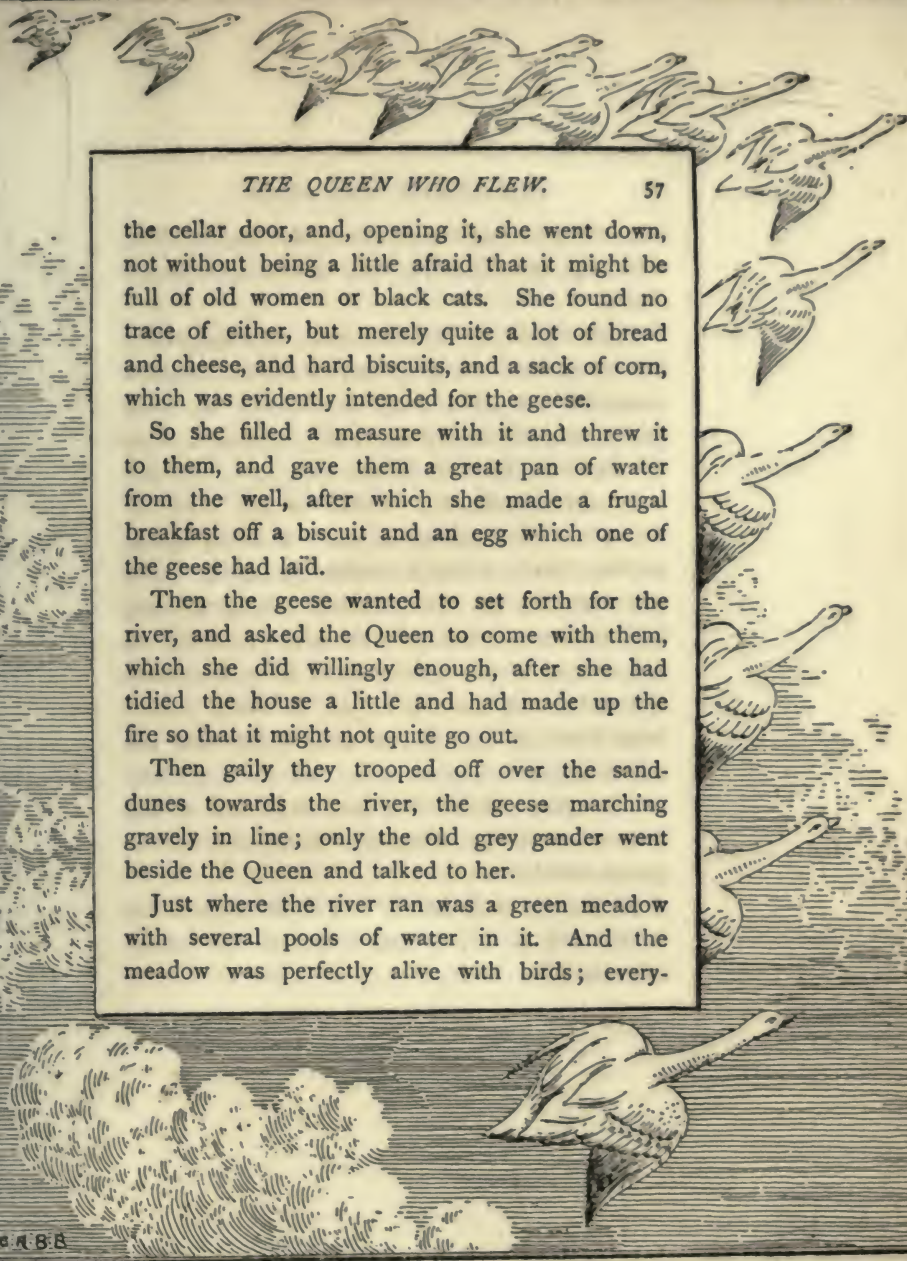 THE QUEEN WHO FLEW. 57
the cellar door, and, opening it, she went down,
not without being a little afraid that it might be
full of old women or black cats. She found no
trace of either, but merely quite a lot of bread
and cheese, and hard biscuits, and a sack of corn,
which was evidently intended for the geese.
So she filled a measure with it and threw it
to them, and gave them a great pan of water
from the well, after which she made a frugal
breakfast off a biscuit and an egg which one of
the geese had laid.
Then the geese wanted to set forth for the
river, and asked the Queen to come with them,
which she did willingly enough, after she had
tidied the house a little and had made up the
fire so that it might not quite go out.
Then gaily they trooped off over the sand-
dunes towards the river, the geese marching
gravely in line; only the old grey gander went
beside the Queen and talked to her.
Just where the river ran was a green meadow
with several pools of water in it. And the
meadow was perfectly alive with birds; every-